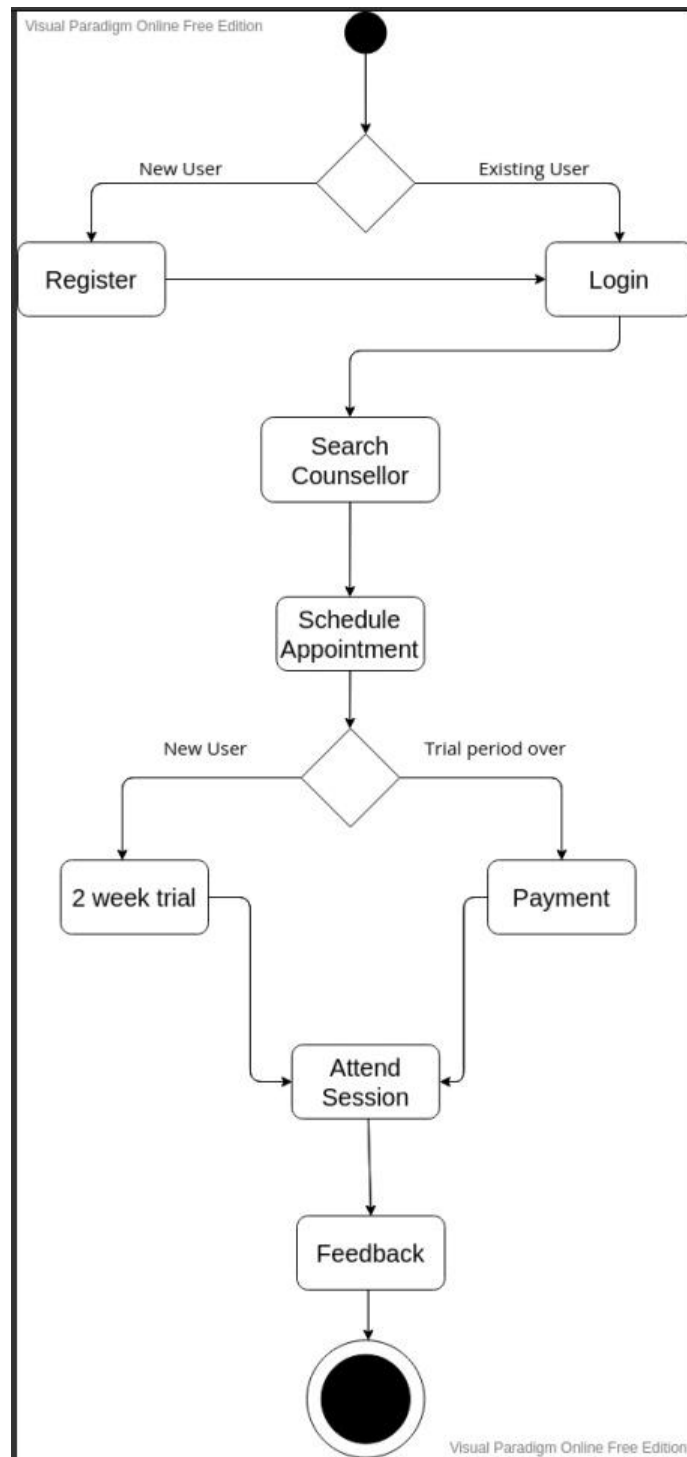 Visual Paradigm Online Free Edition
New User
Existing User
Register
Login
Search
Counsellor
Schedule
Appointment
New User
Trial period over
2 week trial
Payment
Attend
Session
Feedback
Visual Paradigm Online Free Edition